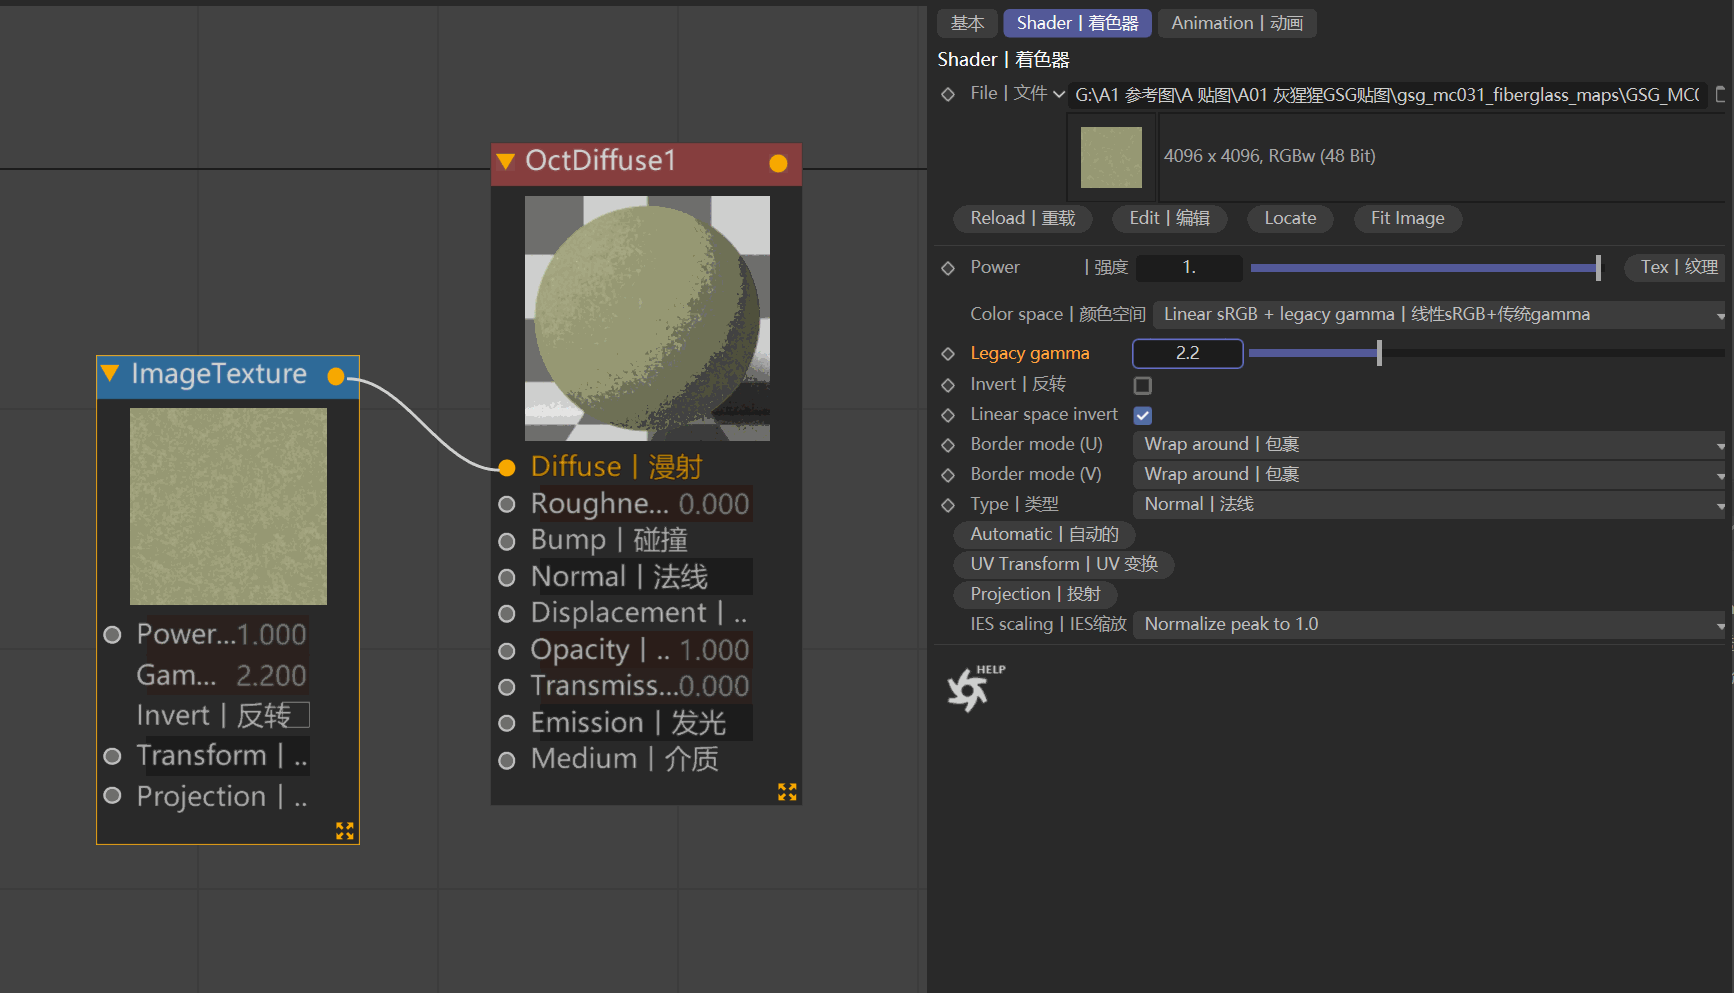 基本
Shader | 着色器
Animation | 动画
Shader | 着色器
File | 文件
G:\A1 参考图\A 贴图\A01 灰猩猩GSG贴图\gsg_mc031_fiberglass_maps\GSG_MC0
4096 x 4096, RGBw (48 Bit)
Reload | 重载
Edit | 编辑
Locate
Fit Image
Power | 强度
1.
Tex | 纹理
Color space | 颜色空间
Linear sRGB + legacy gamma | 线性sRGB+传统gamma
Legacy gamma
2.2
Invert | 反转
Linear space invert
Border mode (U)
Wrap around | 包裹
Border mode (V)
Wrap around | 包裹
Type | 类型
Normal | 法线
Automatic | 自动的
UV Transform | UV 变换
Projection | 投射
IES scaling | IES缩放
Normalize peak to 1.0
HELP
OctDiffuse1
Diffuse | 漫射
Roughne... 0.000
Bump | 碰撞
Normal | 法线
Displacement | ..
Opacity | .. 1.000
Transmiss...0.000
Emission | 发光
Medium | 介质
ImageTexture
Power...1.000
Gam... 2.200
Invert | 反转
Transform | ..
Projection | ..